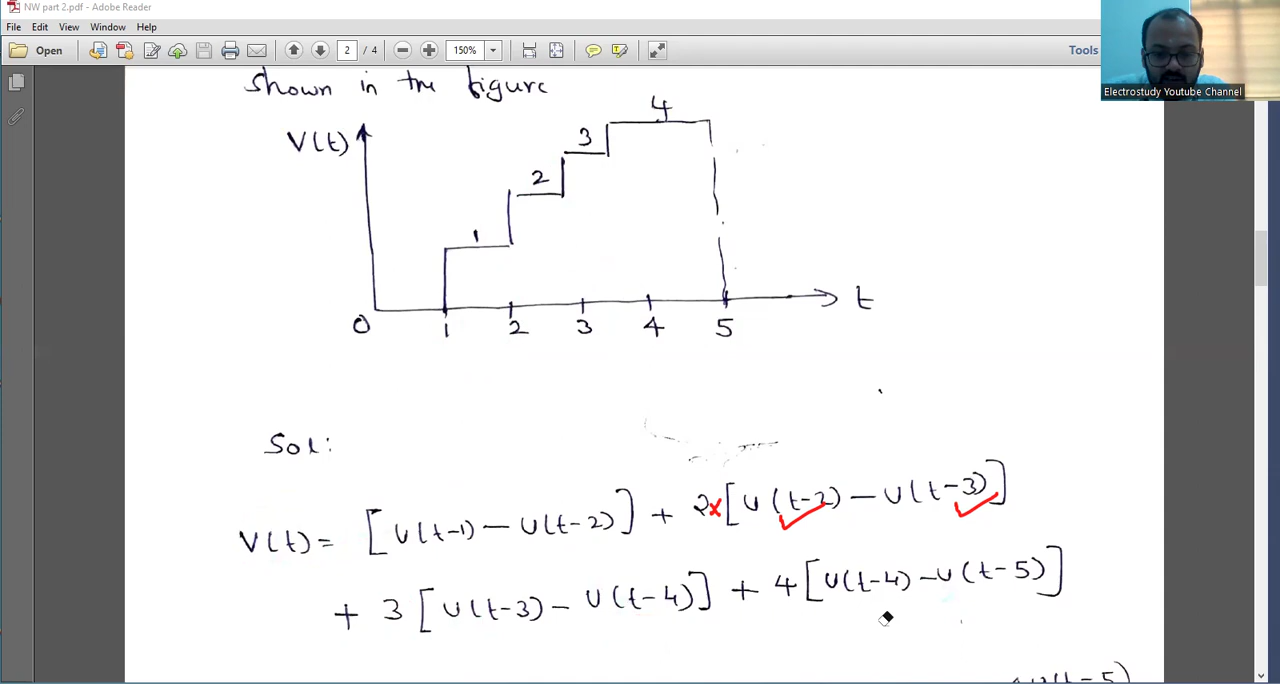 NW part 2.pdf - Adobe Reader
File Edit View Window Help
Open 2 / 4 150% Tools
Electrostudy Youtube Channel
Shown in the figure
V(t)
4
3
2
1
0 1 2 3 4 5 t
Sol:
V(t) = [U(t-1) - U(t-2)] + 2x[U(t-2) - U(t-3)]
+ 3[U(t-3) - U(t-4)] + 4[U(t-4) - U(t-5)]